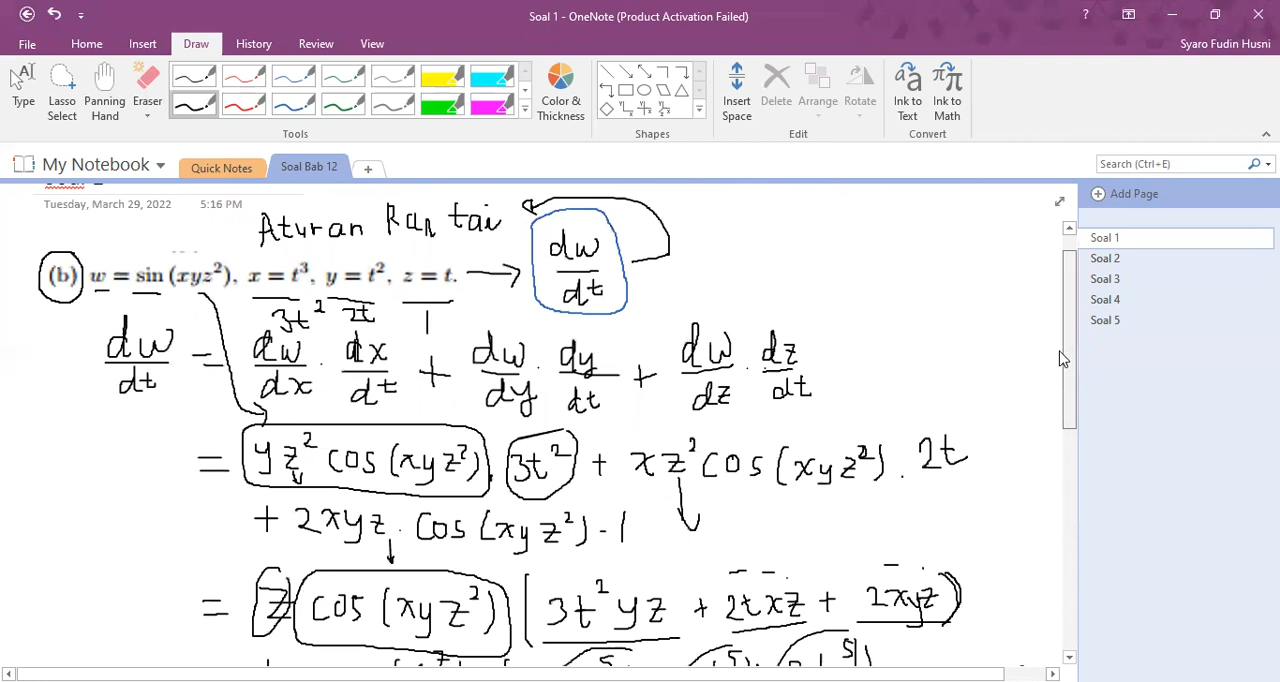 Soal 1 - OneNote (Product Activation Failed)
File Home Insert Draw History Review View
Syaro Fudin Husni
Type Lasso Select Panning Hand Eraser
Color & Thickness
Insert Space Delete Arrange Rotate
Ink to Text Ink to Math
Tools Shapes Edit Convert
My Notebook Quick Notes Soal Bab 12
Search (Ctrl+E)
Add Page
Soal 1
Soal 2
Soal 3
Soal 4
Soal 5
Tuesday, March 29, 2022 5:16 PM
Aturan Rantai
dw/dt
(b) w = sin (xyz²), x = t³, y = t², z = t.
3t² 2t 1
dw/dt = dw/dx · dx/dt + dw/dy · dy/dt + dw/dz · dz/dt
= yz² cos(xyz²) . 3t² + xz² cos(xyz²) . 2t
+ 2xyz . cos(xyz²) - 1
= z cos(xyz²) [3t²yz + 2txz + 2xyz)